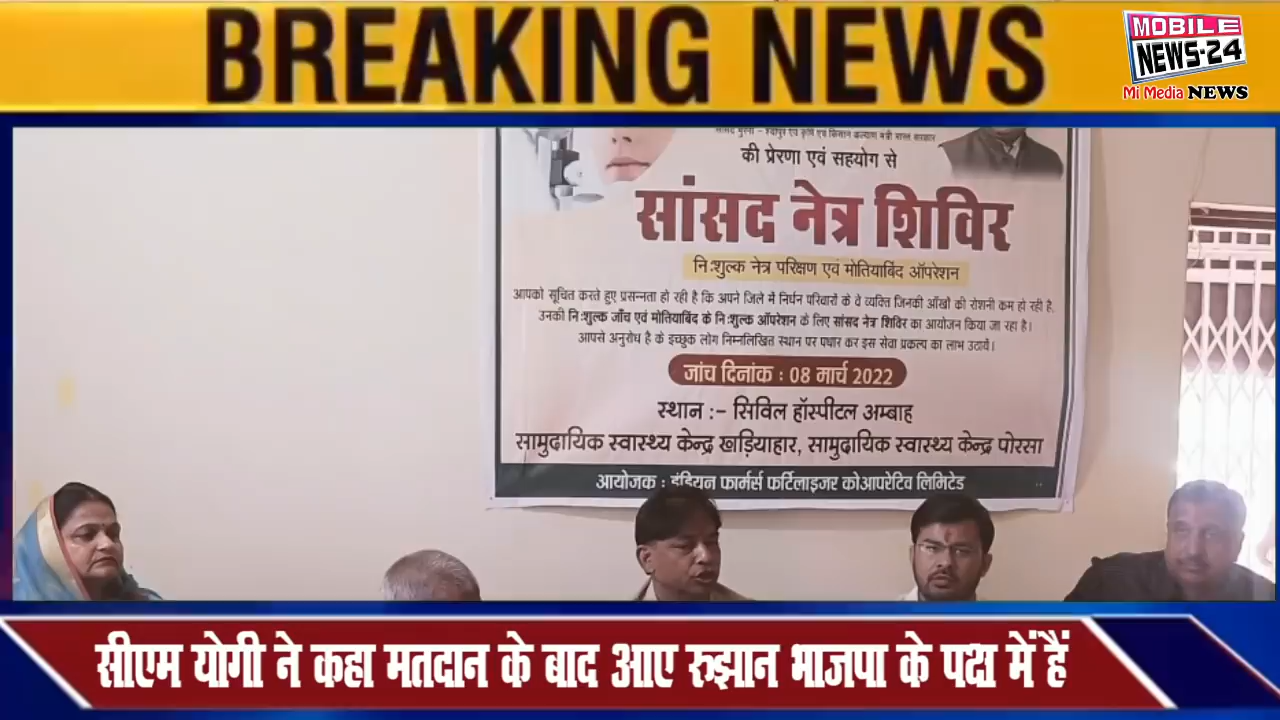 BREAKING NEWS
MOBILE
NEWS-24
Mi Media NEWS
की प्रेरणा एवं सहयोग से
सांसद नेत्र शिविर
निःशुल्क नेत्र परिक्षण एवं मोतियाबिंद ऑपरेशन
आपको सूचित करते हुए प्रसन्नता हो रही है कि अपने जिले में निर्धन परिवारों के वे व्यक्ति जिनकी आँखों की रोशनी कम हो रही है,
उनकी निःशुल्क जाँच एवं मोतियाबिंद के निःशुल्क ऑपरेशन के लिए सांसद नेत्र शिविर का आयोजन किया जा रहा है।
आपसे अनुरोध है के इच्छुक लोग निम्नलिखित स्थान पर पधार कर इस सेवा प्रकल्प का लाभ उठायें।
जांच दिनांक : 08 मार्च 2022
स्थान :- सिविल हॉस्पीटल अम्बाह
सामुदायिक स्वास्थ्य केन्द्र खड़ियाहार, सामुदायिक स्वास्थ्य केन्द्र पोरसा
आयोजक : इंडियन फार्मर्स फर्टिलाइजर कोआपरेटिव लिमिटेड
सीएम योगी ने कहा मतदान के बाद आए रुझान भाजपा के पक्ष में हैं